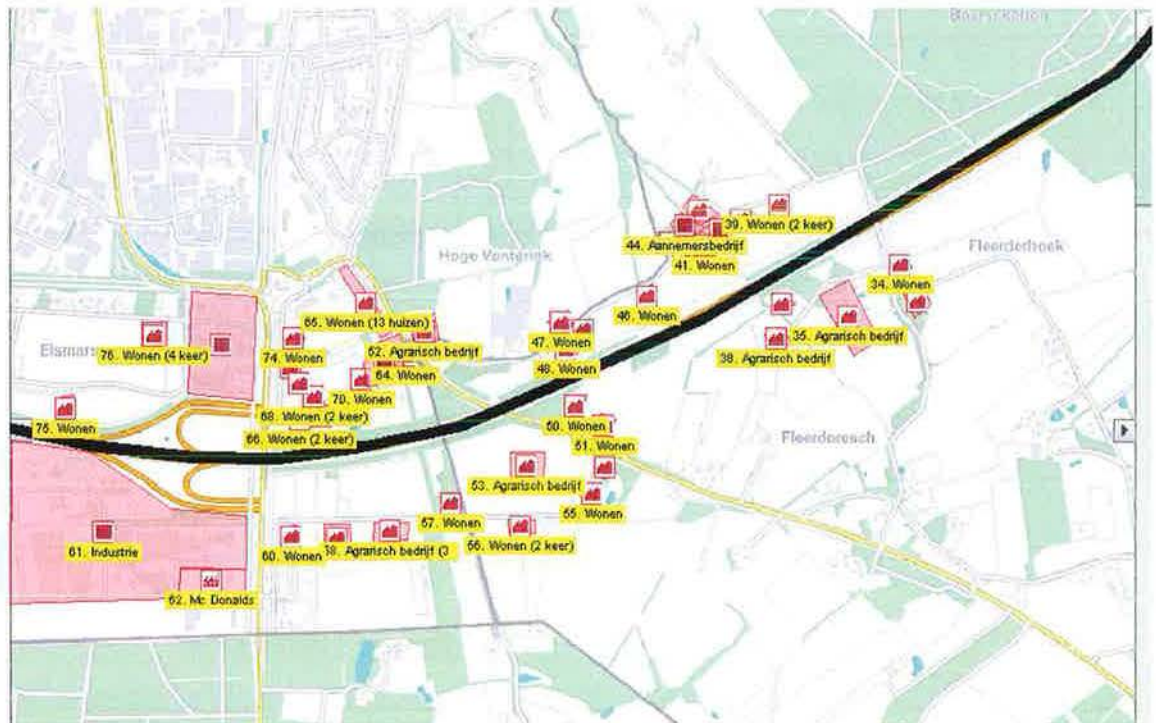 39. Wonen (2 keer)
44. Aannemersbedrijf
Fleerderhoek
Hoge Vonterink
41. Wonen
34. Wonen
46. Wonen
65. Wonen (13 huizen)
47. Wonen
35. Agrarisch bedrijf
76. Wonen (4 keer)
74. Wonen
62. Agrarisch bedrijf
38. Agrarisch bedrijf
64. Wonen
48. Wonen
70. Wonen
68. Wonen (2 keer)
75. Wonen
50. Wonen
66. Wonen (2 keer)
51. Wonen
Fleerderesch
53. Agrarisch bedrijf
55. Wonen
57. Wonen
56. Wonen (2 keer)
61. Industrie
60. Wonen
58. Agrarisch bedrijf (3
62. Mc Donalds